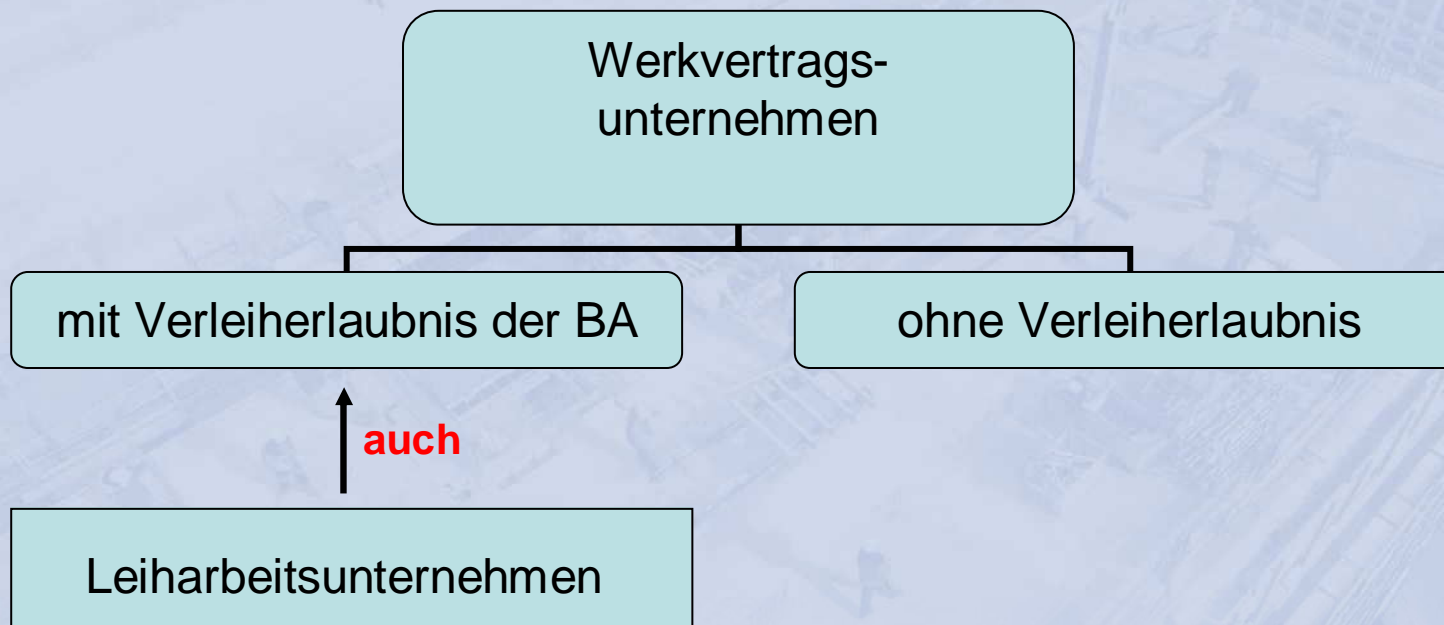 Werkvertrags-
unternehmen
mit Verleiherlaubnis der BA
ohne Verleiherlaubnis
auch
Leiharbeitsunternehmen